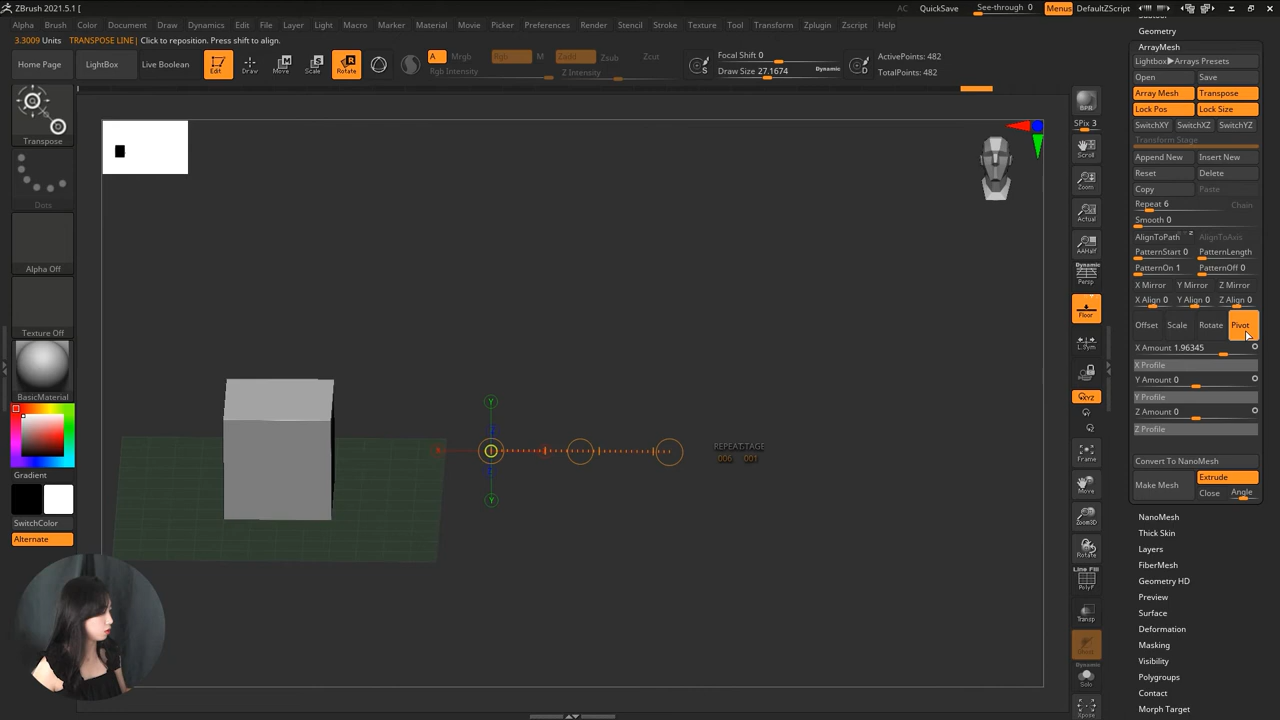 ZBrush 2021.5.1 [
AC QuickSave See-through 0 Menus DefaultZScript
Alpha Brush Color Document Draw Dynamics Edit File Geometry Layer Light Macro Marker Material Movie Picker Preferences Render Stencil Stroke Texture Tool Transform Zplugin Zscript Help
3.3009 Units TRANSPOSE LINE| Click to reposition. Press shift to align.
Home Page LightBox Live Boolean Edit Draw Move Scale Rotate
A Mrgb Rgb M Zadd Zsub Zcut
Rgb Intensity Z Intensity
Focal Shift 0
Draw Size 27.1674 Dynamic
ActivePoints: 482
TotalPoints: 482
Transpose
Dots
Alpha Off
Texture Off
BasicMaterial
Gradient
SwitchColor
Alternate
Y
REPEAT STAGE
006 001
Y
BPR
SPix 3
Scroll
Zoom
Actual
AAHalf
Dynamic
Persp
Floor
L.Sym
XYZ
Frame
Move
Zoom3D
Rotate
Line Fill
PolyF
Transp
Ghost
Dynamic
Solo
Xpose
Subtool
Geometry
ArrayMesh
Lightbox▶Arrays Presets
Open Save
Array Mesh Transpose
Lock Pos Lock Size
SwitchXY SwitchXZ SwitchYZ
Transform Stage
Append New Insert New
Reset Delete
Copy Paste
Repeat 6 Chain
Smooth 0
AlignToPath AlignToAxis
PatternStart 0 PatternLength
PatternOn 1 PatternOff 0
X Mirror Y Mirror Z Mirror
X Align 0 Y Align 0 Z Align 0
Offset Scale Rotate Pivot
X Amount 1.96345
X Profile
Y Amount 0
Y Profile
Z Amount 0
Z Profile
Convert To NanoMesh
Make Mesh Extrude
Close Angle
NanoMesh
Thick Skin
Layers
FiberMesh
Geometry HD
Preview
Surface
Deformation
Masking
Visibility
Polygroups
Contact
Morph Target